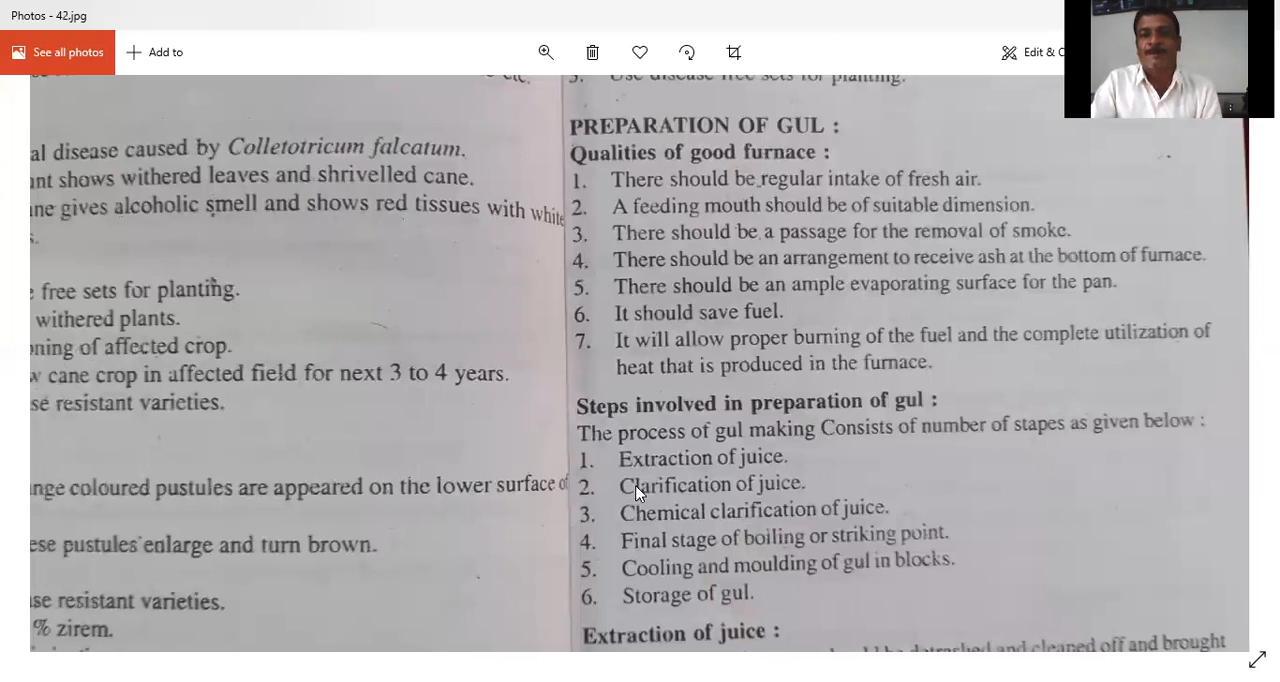 Photos - 42.jpg
See all photos
Add to
Edit & C
etc.
3. Use disease free sets for planting.
al disease caused by Colletotricum falcatum.
ant shows withered leaves and shrivelled cane.
ane gives alcoholic smell and shows red tissues with white
s.
e free sets for planting.
withered plants.
ning of affected crop.
w cane crop in affected field for next 3 to 4 years.
se resistant varieties.
nge coloured pustules are appeared on the lower surface of
ese pustules enlarge and turn brown.
se resistant varieties.
% zirem.
PREPARATION OF GUL :
Qualities of good furnace :
1. There should be regular intake of fresh air.
2. A feeding mouth should be of suitable dimension.
3. There should be a passage for the removal of smoke.
4. There should be an arrangement to receive ash at the bottom of furnace.
5. There should be an ample evaporating surface for the pan.
6. It should save fuel.
7. It will allow proper burning of the fuel and the complete utilization of
heat that is produced in the furnace.
Steps involved in preparation of gul :
The process of gul making Consists of number of stapes as given below :
1. Extraction of juice.
2. Clarification of juice.
3. Chemical clarification of juice.
4. Final stage of boiling or striking point.
5. Cooling and moulding of gul in blocks.
6. Storage of gul.
Extraction of juice :
be detrashed and cleaned off and brought